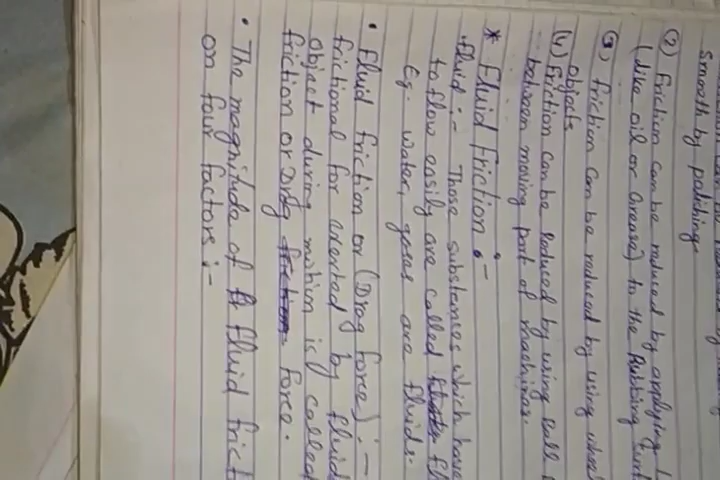 smooth by polishing.
(2) Friction can be reduced by applying
(like oil or Grease) to the Rubbing
(3) friction can be reduced by using
objects
(4) Friction can be reduced by using ball
between moving part of machines.
* Fluid Friction :-
fluid :- Those substances which have
to flow easily are called
Eg. water, gases are fluids.
• Fluid friction or (Drag force) :-
frictional for exerted by fluid
object during motion is called
friction or Drag force.
• The magnitude of fluid frict
on four factors :-